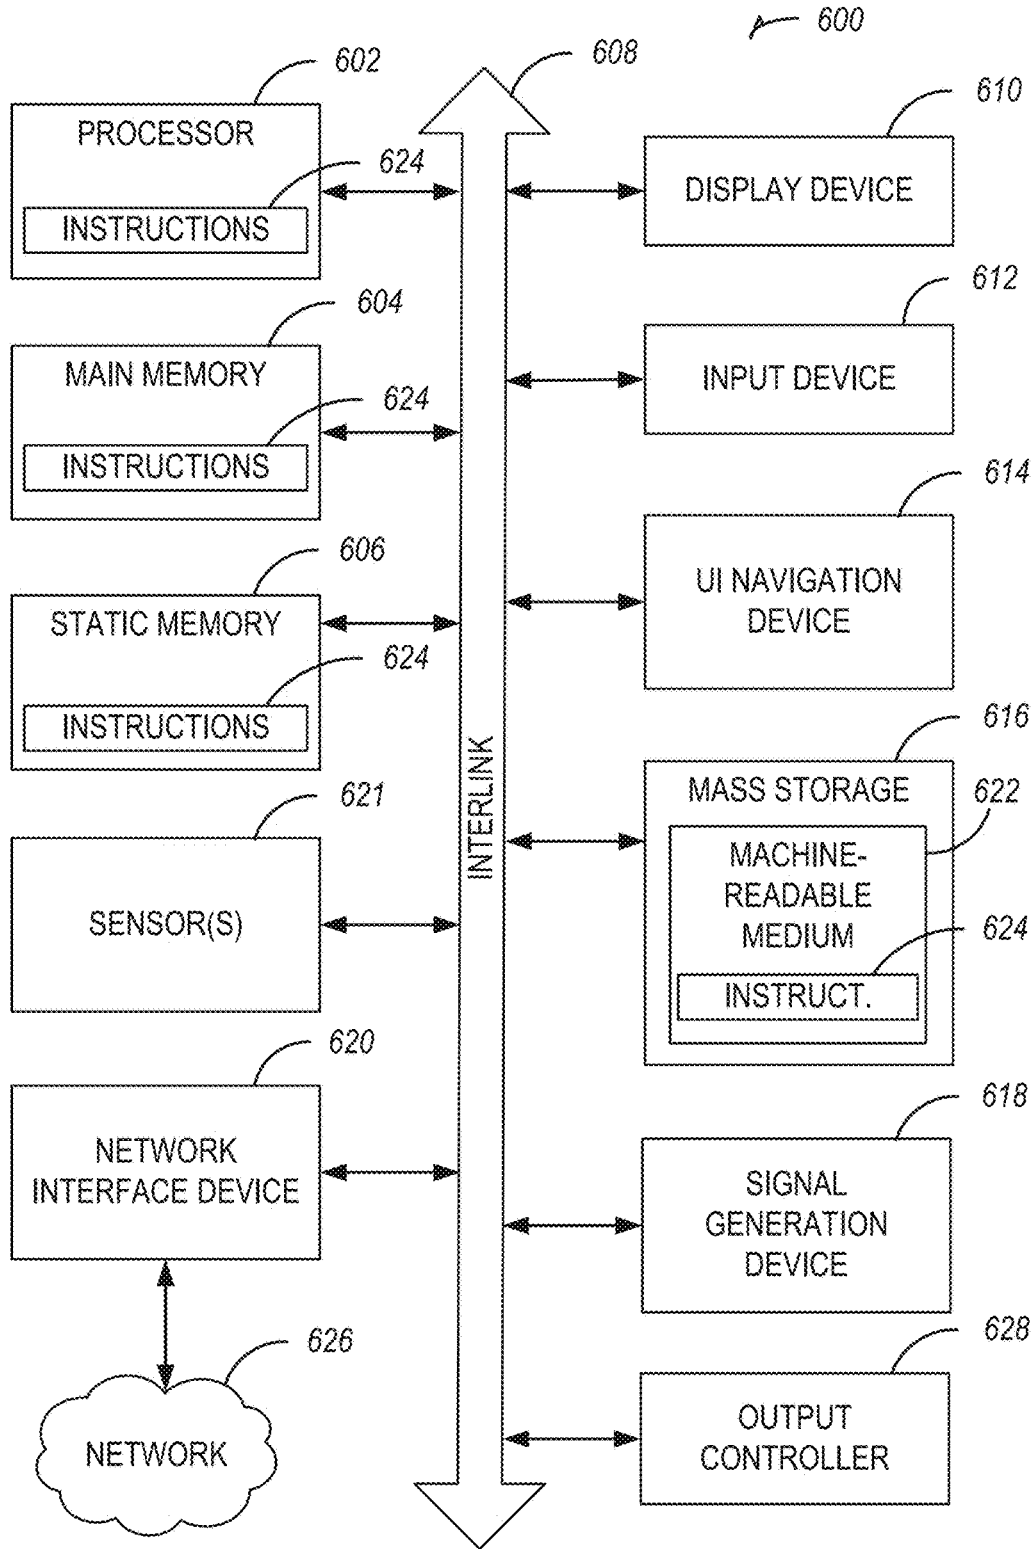 600
602
PROCESSOR
624
INSTRUCTIONS
604
MAIN MEMORY
624
INSTRUCTIONS
606
STATIC MEMORY
624
INSTRUCTIONS
621
SENSOR(S)
620
NETWORK
INTERFACE DEVICE
626
NETWORK
608
INTERLINK
610
DISPLAY DEVICE
612
INPUT DEVICE
614
UI NAVIGATION
DEVICE
616
MASS STORAGE
622
MACHINE-
READABLE
MEDIUM
624
INSTRUCT.
618
SIGNAL
GENERATION
DEVICE
628
OUTPUT
CONTROLLER